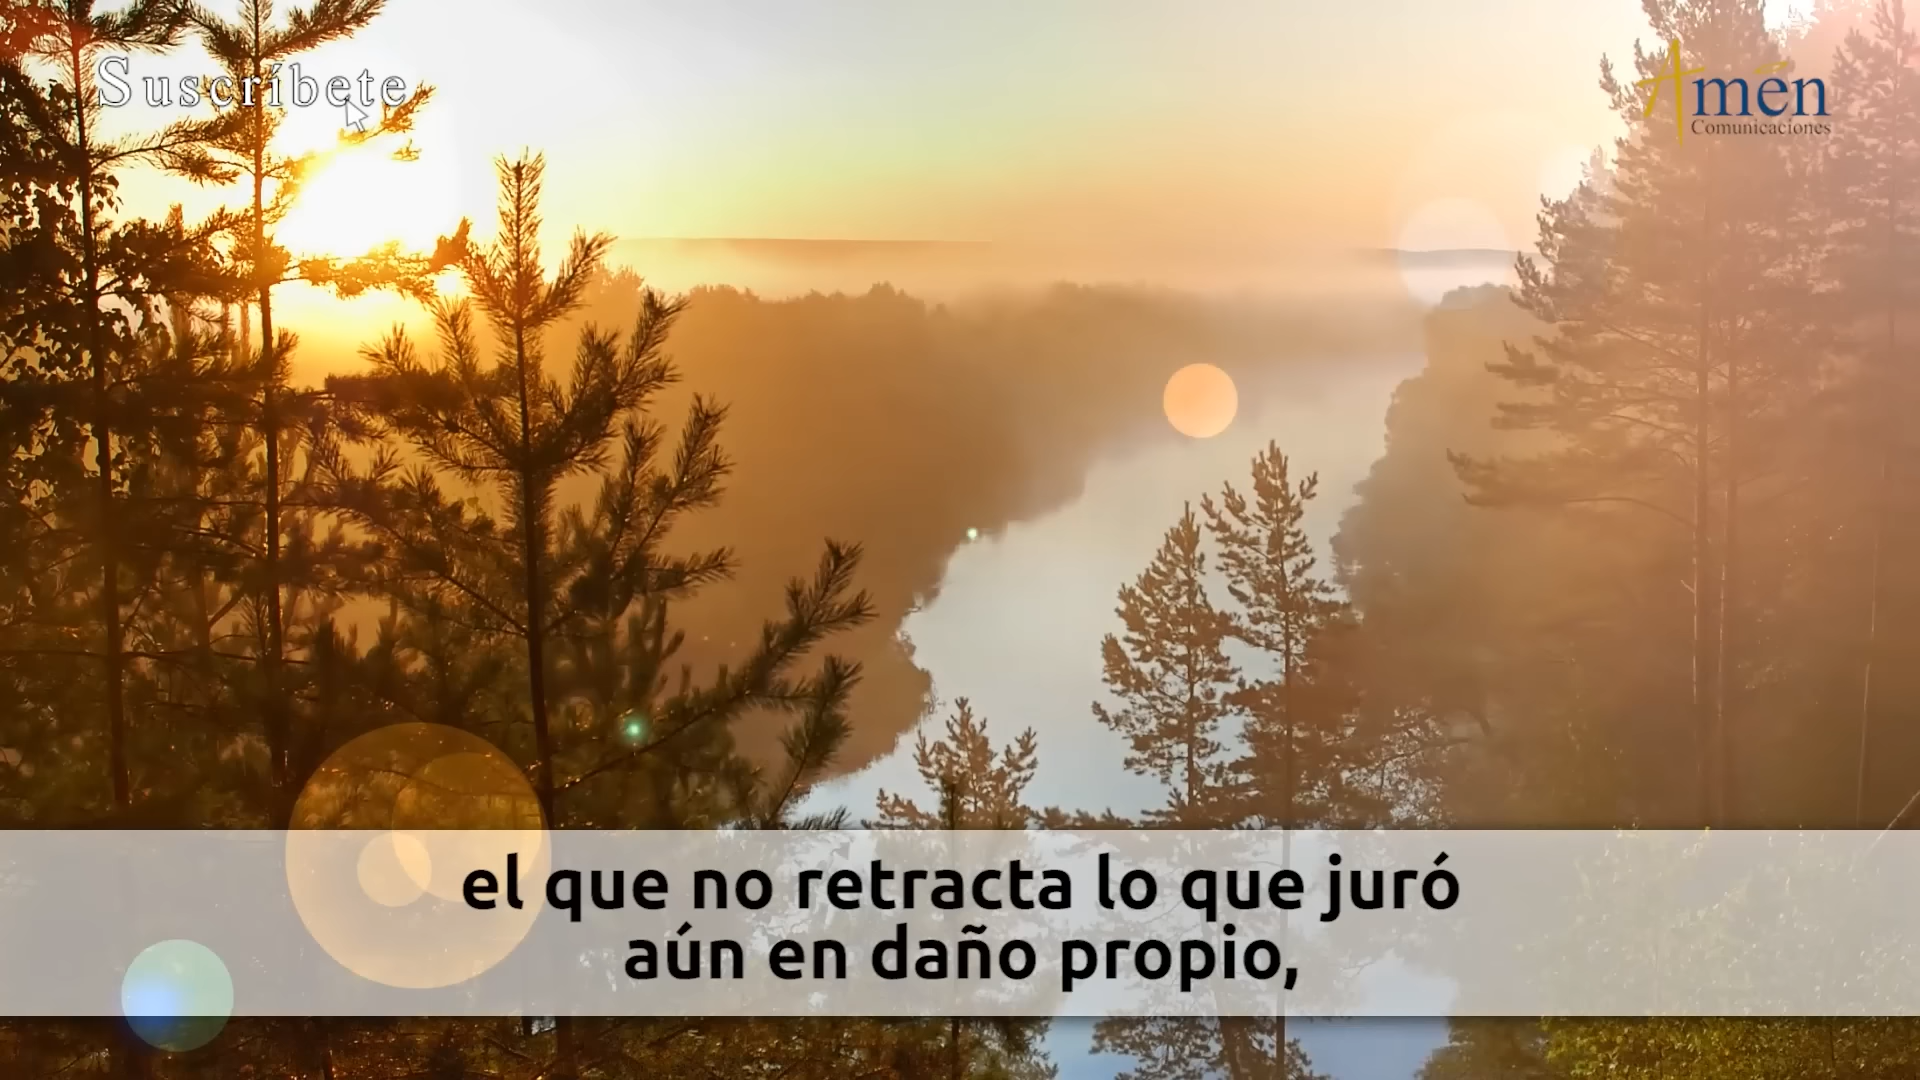 Suscríbete
Amén
Comunicaciones
el que no retracta lo que juró
aún en daño propio,